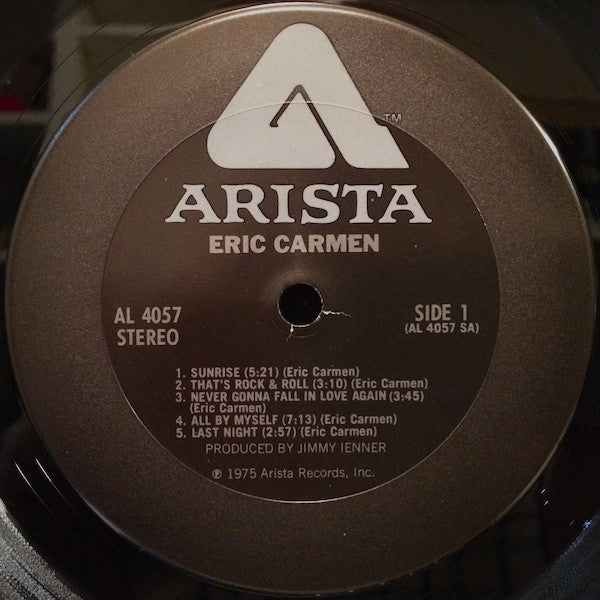 TM
ARISTA
ERIC CARMEN
AL 4057
STEREO
SIDE 1
(AL 4057 SA)
1. SUNRISE (5:21) (Eric Carmen)
2. THAT'S ROCK & ROLL (3:10) (Eric Carmen)
3. NEVER GONNA FALL IN LOVE AGAIN (3:45)
(Eric Carmen)
4. ALL BY MYSELF (7:13) (Eric Carmen)
5. LAST NIGHT (2:57) (Eric Carmen)
PRODUCED BY JIMMY IENNER
℗ 1975 Arista Records, Inc.